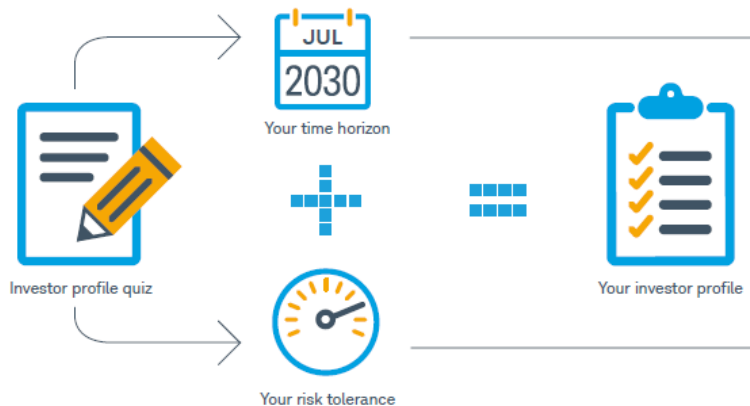 JUL
2030
Your time horizon
Investor profile quiz
Your investor profile
Your risk tolerance